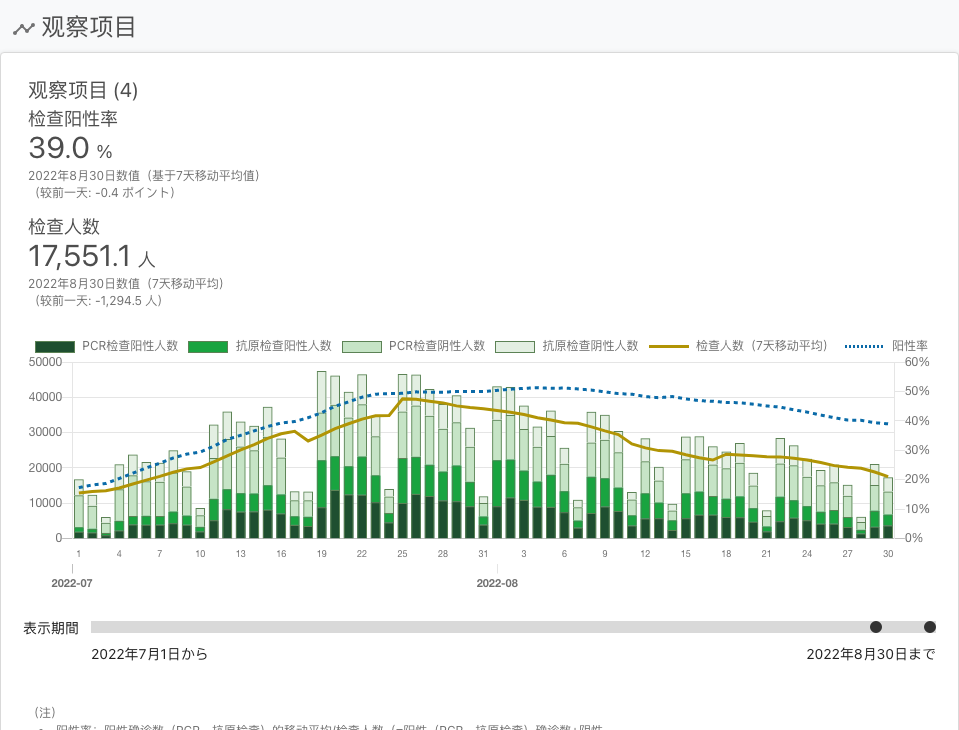 观察项目
观察项目 (4)
检查阳性率
39.0 %
2022年8月30日数值（基于7天移动平均值）
（较前一天: -0.4 ポイント）
检查人数
17,551.1 人
2022年8月30日数值（7天移动平均）
（较前一天: -1,294.5 人）
PCR检查阳性人数 抗原检查阳性人数 PCR检查阴性人数 抗原检查阴性人数 检查人数（7天移动平均） 阳性率
50000 60%
40000 50%
30000 40%
20000 30%
10000 20%
0 10%
0%
1 4 7 10 13 16 19 22 25 28 31 3 6 9 12 15 18 21 24 27 30
2022-07 2022-08
表示期間
2022年7月1日から 2022年8月30日まで
（注）